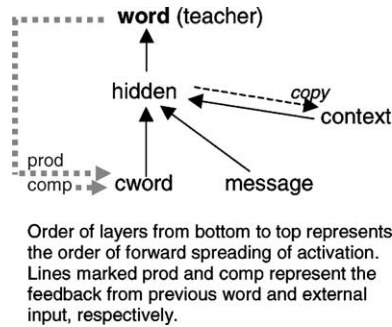 word (teacher)
hidden
copy
context
prod
comp
cword
message
Order of layers from bottom to top represents
the order of forward spreading of activation.
Lines marked prod and comp represent the
feedback from previous word and external
input, respectively.